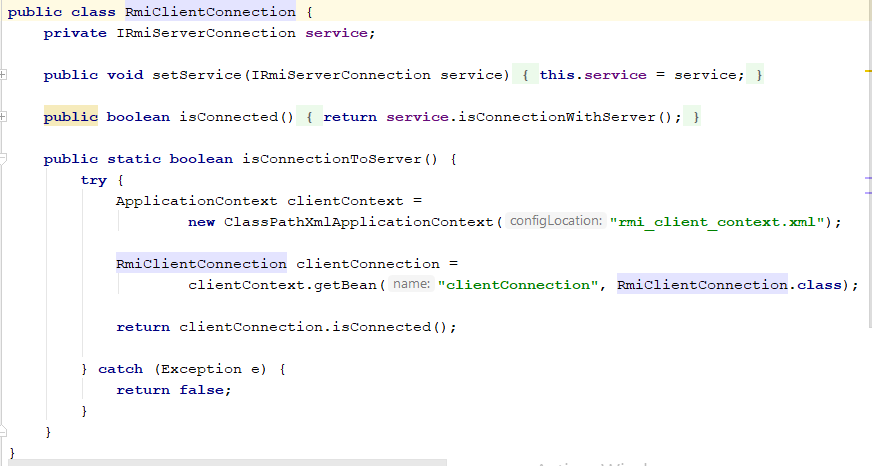 public class RmiClientConnection {
private IRmiServerConnection service;
public void setService(IRmiServerConnection service) { this.service = service; }
public boolean isConnected() { return service.isConnectionWithServer(); }
public static boolean isConnectionToServer() {
try {
ApplicationContext clientContext =
new ClassPathXmlApplicationContext( configLocation: "rmi_client_context.xml");
RmiClientConnection clientConnection =
clientContext.getBean( name: "clientConnection", RmiClientConnection.class);
return clientConnection.isConnected();
} catch (Exception e) {
return false;
}
}
}